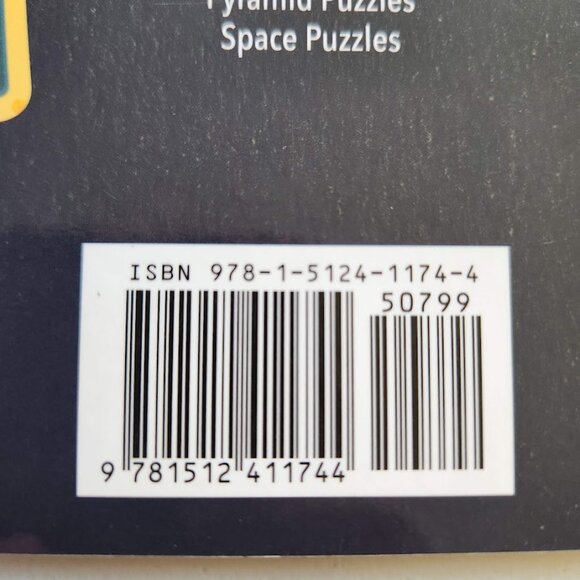 Pyramid Puzzles
Space Puzzles
ISBN 978-1-5124-1174-4
50799
9 781512 411744